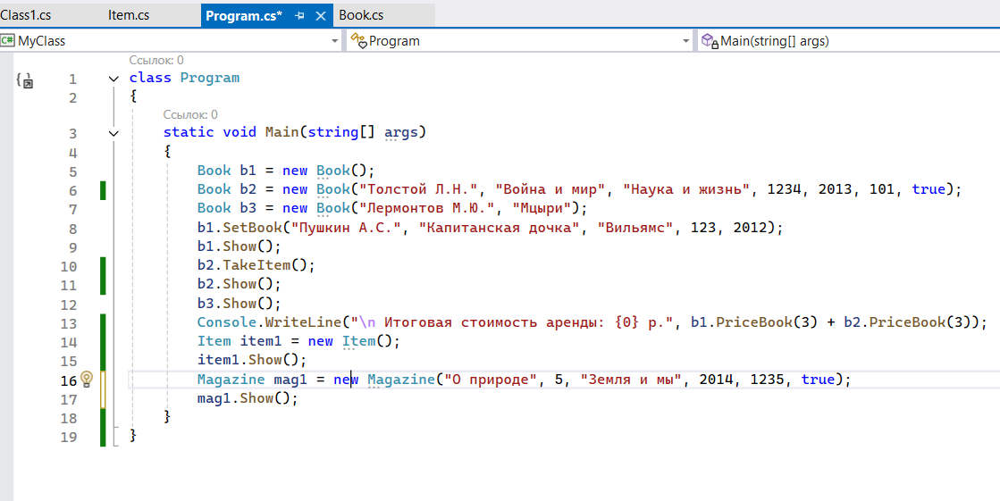 Class1.cs Item.cs Program.cs* Book.cs
C# MyClass Program Main(string[] args)
Ссылок: 0
1 class Program
2 {
Ссылок: 0
3 static void Main(string[] args)
4 {
5 Book b1 = new Book();
6 Book b2 = new Book("Толстой Л.Н.", "Война и мир", "Наука и жизнь", 1234, 2013, 101, true);
7 Book b3 = new Book("Лермонтов М.Ю.", "Мцыри");
8 b1.SetBook("Пушкин А.С.", "Капитанская дочка", "Вильямс", 123, 2012);
9 b1.Show();
10 b2.TakeItem();
11 b2.Show();
12 b3.Show();
13 Console.WriteLine("\n Итоговая стоимость аренды: {0} р.", b1.PriceBook(3) + b2.PriceBook(3));
14 Item item1 = new Item();
15 item1.Show();
16 Magazine mag1 = new Magazine("О природе", 5, "Земля и мы", 2014, 1235, true);
17 mag1.Show();
18 }
19 }